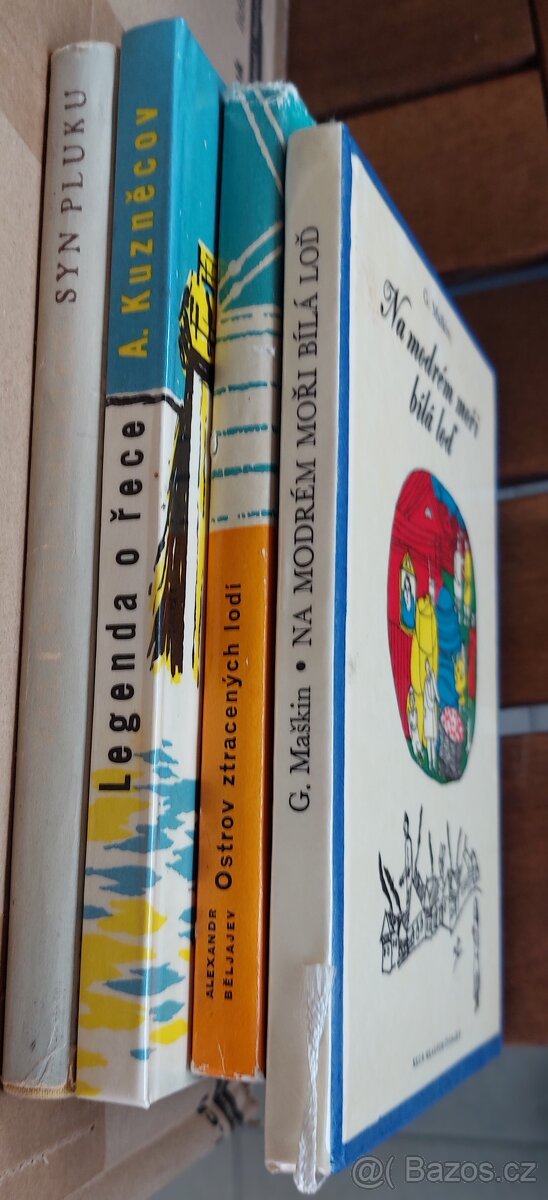 SYN PLUKU
A. Kuzněcov
Legenda o řece
ALEXANDR
BĚLJAJEV
Ostrov ztracených lodí
G. Maškin • NA MODRÉM MOŘI BÍLÁ LOĎ
G. Maškin
Na modrém moři
bílá loď
@ Bazos.cz